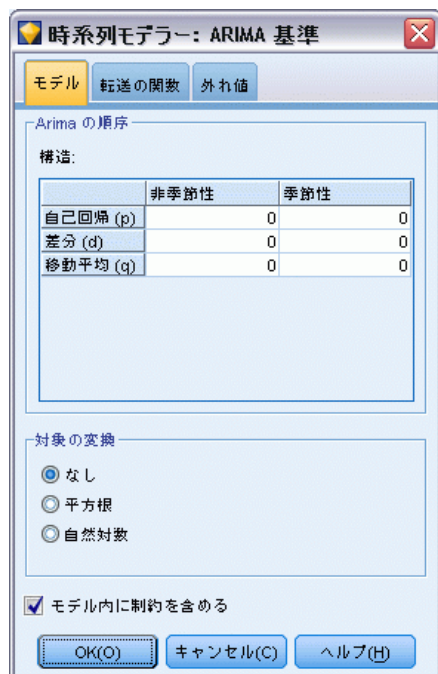 時系列モデラー: ARIMA 基準
モデル 転送の関数 外れ値
Arima の順序
構造:
非季節性 季節性
自己回帰 (p) 0 0
差分 (d) 0 0
移動平均 (q) 0 0
対象の変換
なし
平方根
自然対数
モデル内に制約を含める
OK(O) キャンセル(C) ヘルプ(H)